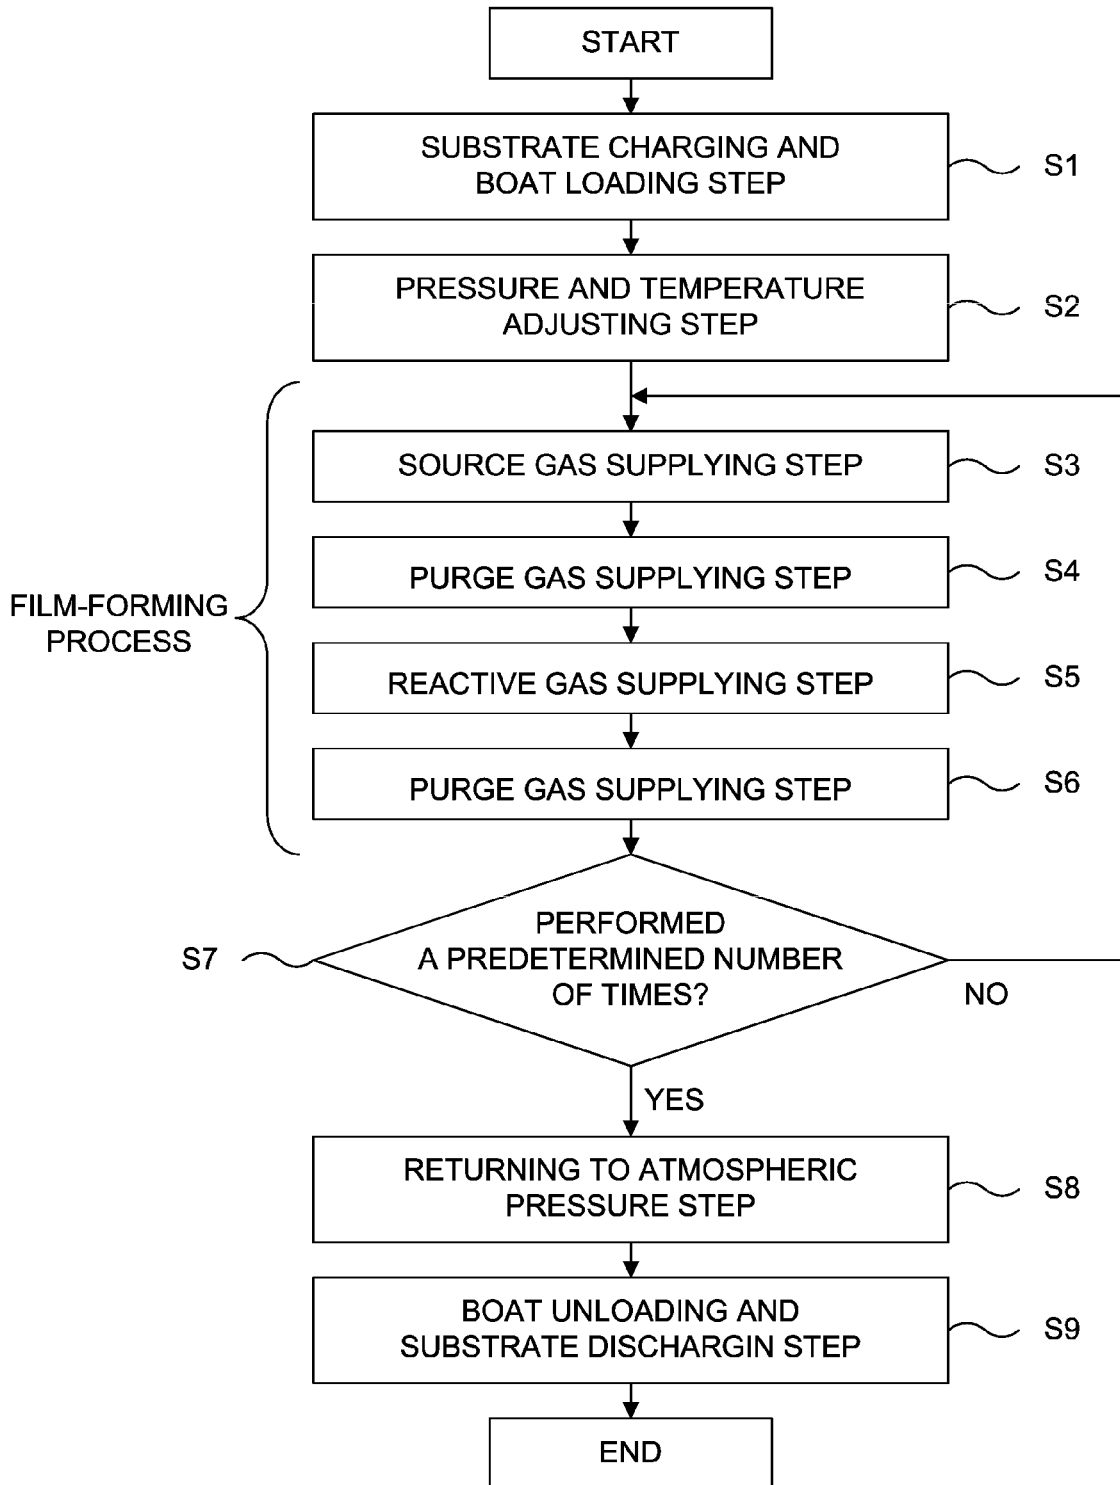 START
SUBSTRATE CHARGING AND
BOAT LOADING STEP
S1
PRESSURE AND TEMPERATURE
ADJUSTING STEP
S2
SOURCE GAS SUPPLYING STEP
S3
PURGE GAS SUPPLYING STEP
S4
FILM-FORMING
PROCESS
REACTIVE GAS SUPPLYING STEP
S5
PURGE GAS SUPPLYING STEP
S6
S7
PERFORMED
A PREDETERMINED NUMBER
OF TIMES?
NO
YES
RETURNING TO ATMOSPHERIC
PRESSURE STEP
S8
BOAT UNLOADING AND
SUBSTRATE DISCHARGIN STEP
S9
END